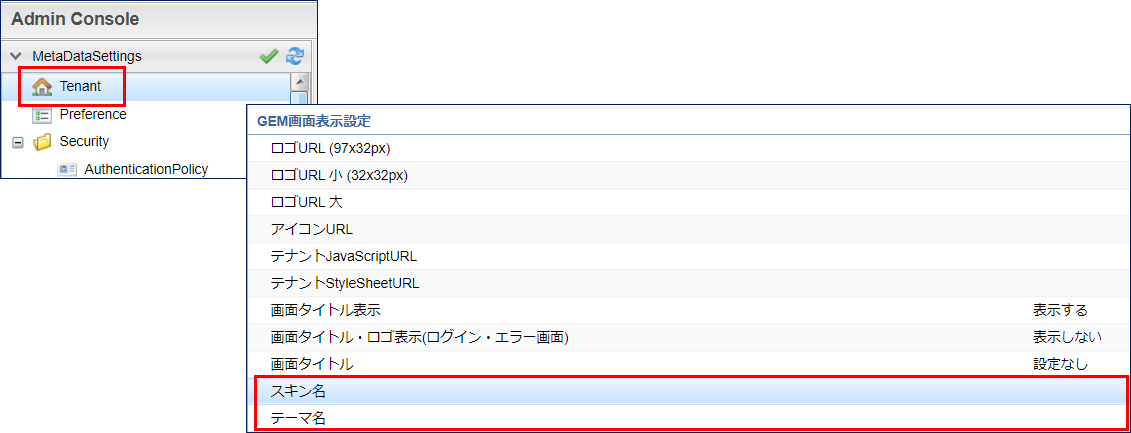 Admin Console
MetaDataSettings
Tenant
Preference
Security
AuthenticationPolicy
GEM画面表示設定
ロゴURL (97x32px)
ロゴURL 小 (32x32px)
ロゴURL 大
アイコンURL
テナントJavaScriptURL
テナントStyleSheetURL
画面タイトル表示 表示する
画面タイトル・ロゴ表示(ログイン・エラー画面) 表示しない
画面タイトル 設定なし
スキン名
テーマ名